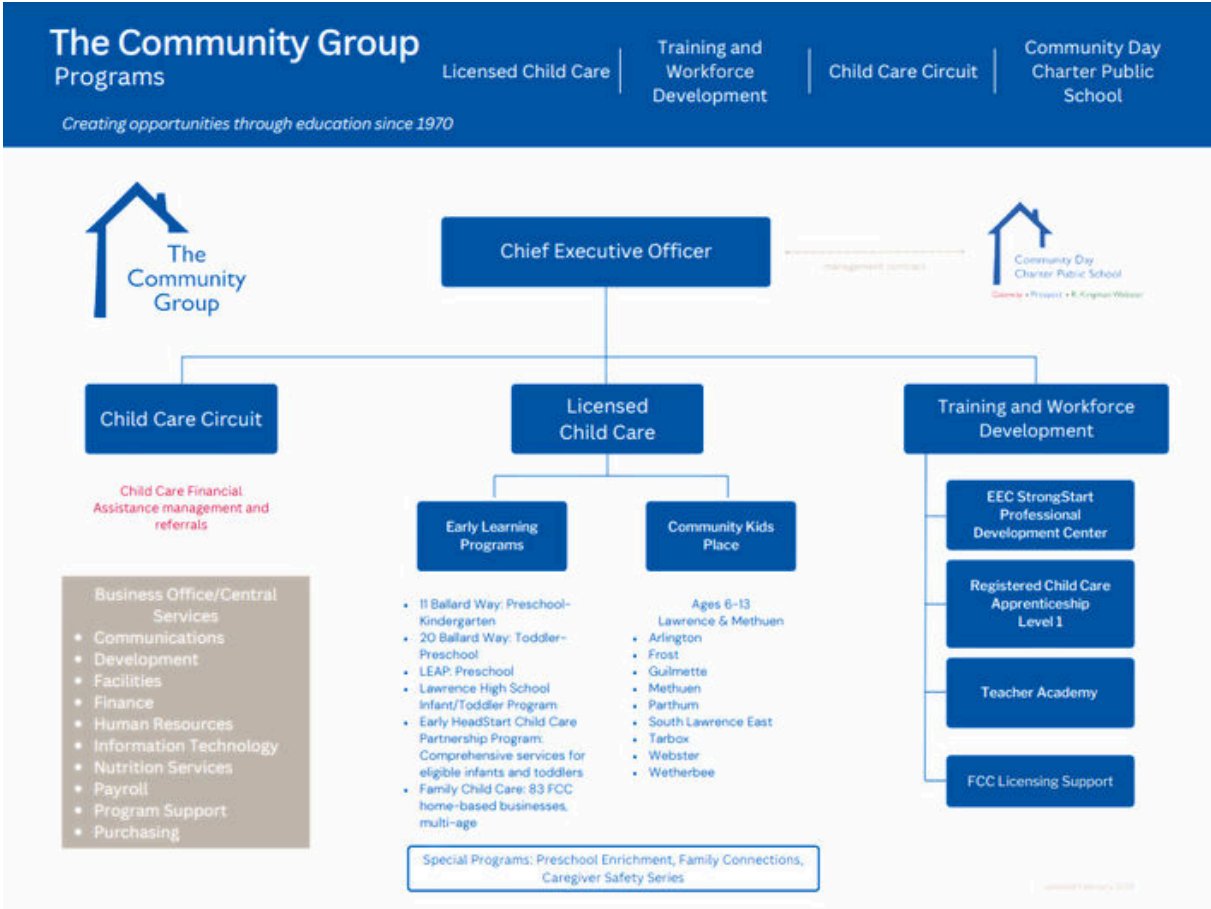 The Community Group
Programs
Creating opportunities through education since 1970
Licensed Child Care
Training and
Workforce
Development
Child Care Circuit
Community Day
Charter Public
School
The
Community
Group
Chief Executive Officer
management contract
Community Day
Charter Public School
Gateway • Prospect • R. Kingman Webster
Child Care Circuit
Child Care Financial
Assistance management and
referrals
Business Office/Central
Services
• Communications
• Development
• Facilities
• Finance
• Human Resources
• Information Technology
• Nutrition Services
• Payroll
• Program Support
• Purchasing
Licensed
Child Care
Early Learning
Programs
• 11 Ballard Way: Preschool-
Kindergarten
• 20 Ballard Way: Toddler-
Preschool
• LEAP: Preschool
• Lawrence High School
Infant/Toddler Program
• Early HeadStart Child Care
Partnership Program:
Comprehensive services for
eligible infants and toddlers
• Family Child Care: 83 FCC
home-based businesses,
multi-age
Community Kids
Place
Ages 6-13
Lawrence & Methuen
• Arlington
• Frost
• Guilmette
• Methuen
• Parthum
• South Lawrence East
• Tarbox
• Webster
• Wetherbee
Special Programs: Preschool Enrichment, Family Connections,
Caregiver Safety Series
Training and Workforce
Development
EEC StrongStart
Professional
Development Center
Registered Child Care
Apprenticeship
Level 1
Teacher Academy
FCC Licensing Support